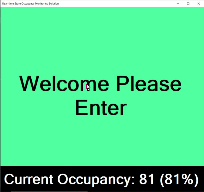 Welcome Please
Enter
Current Occupancy: 81 (81%)